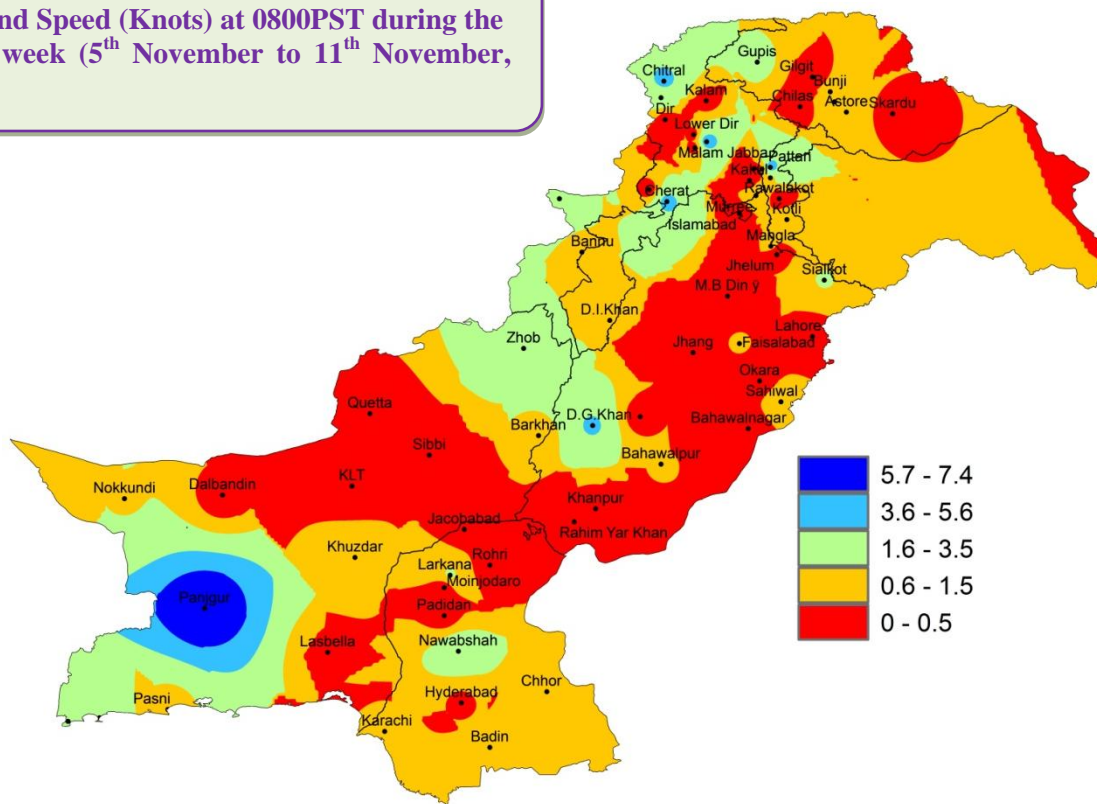 nd Speed (Knots) at 0800PST during the
week (5th November to 11th November,
Gupis
Chitral
Gilgit
Bunji
Kalam
Chilas
Astore
Skardu
Dir
Lower Dir
Malam Jabba
Pattan
Kakul
Cherat
Rawalakot
Murree
Kotli
Islamabad
Mangla
Bannu
Jhelum
Sialkot
M.B Din ÿ
D.I.Khan
Lahore
Zhob
Jhang
Faisalabad
Okara
Sahiwal
Quetta
D.G.Khan
Bahawalnagar
Barkhan
Sibbi
Bahawalpur
Nokkundi
Dalbandin
KLT
Khanpur
Jacobabad
Rahim Yar Khan
Khuzdar
Rohri
Larkana
Moinjodaro
Panjgur
Padidan
Lasbella
Nawabshah
Pasni
Hyderabad
Chhor
Karachi
Badin
5.7 - 7.4
3.6 - 5.6
1.6 - 3.5
0.6 - 1.5
0 - 0.5